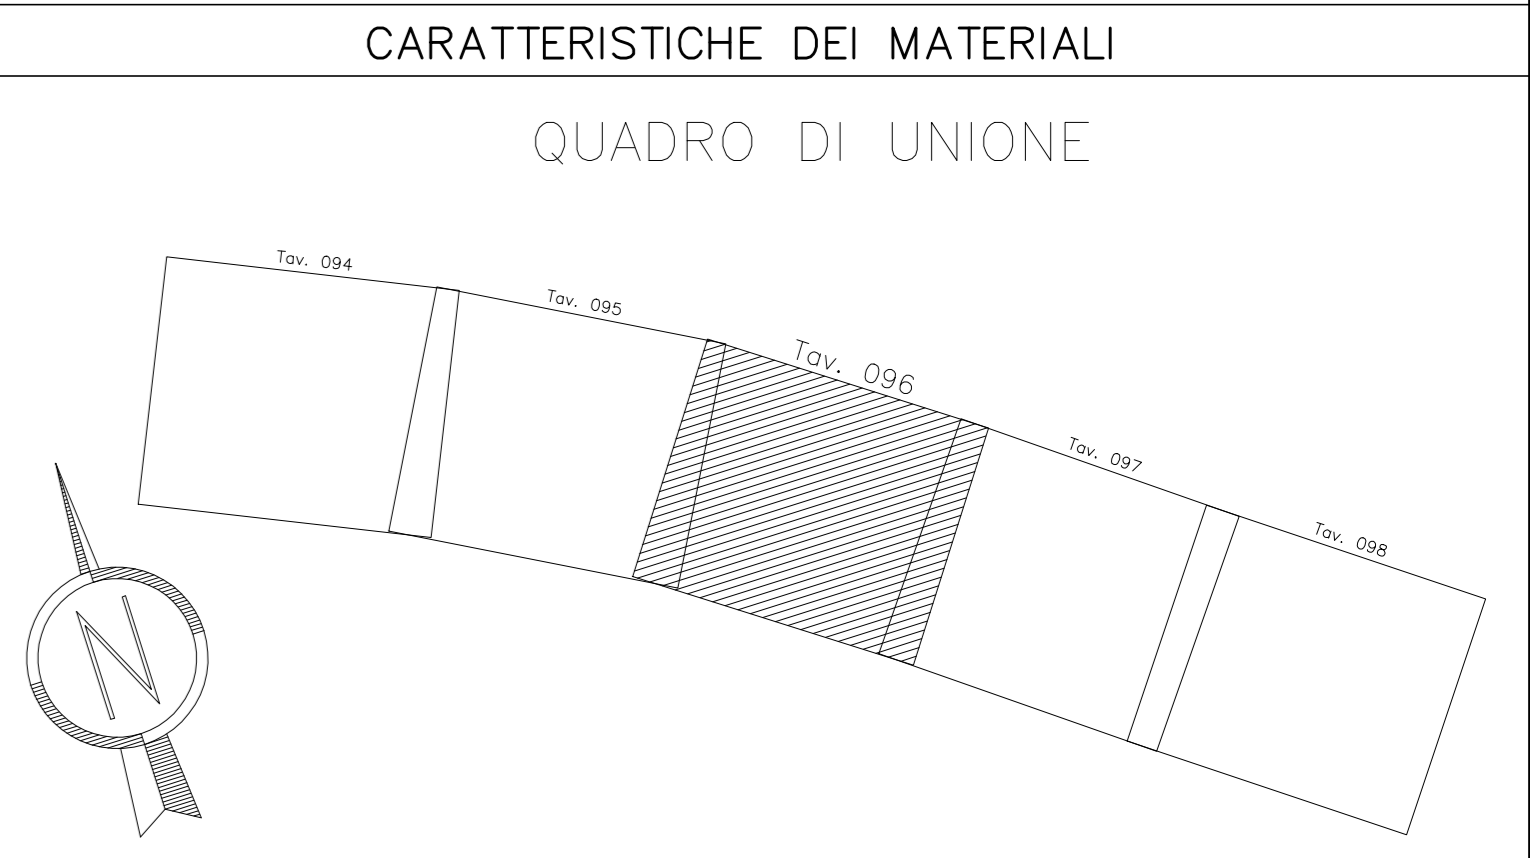 CARATTERISTICHE DEI MATERIALI
QUADRO DI UNIONE
Tav. 094
Tav. 095
Tav. 096
Tav. 097
Tav. 098
N